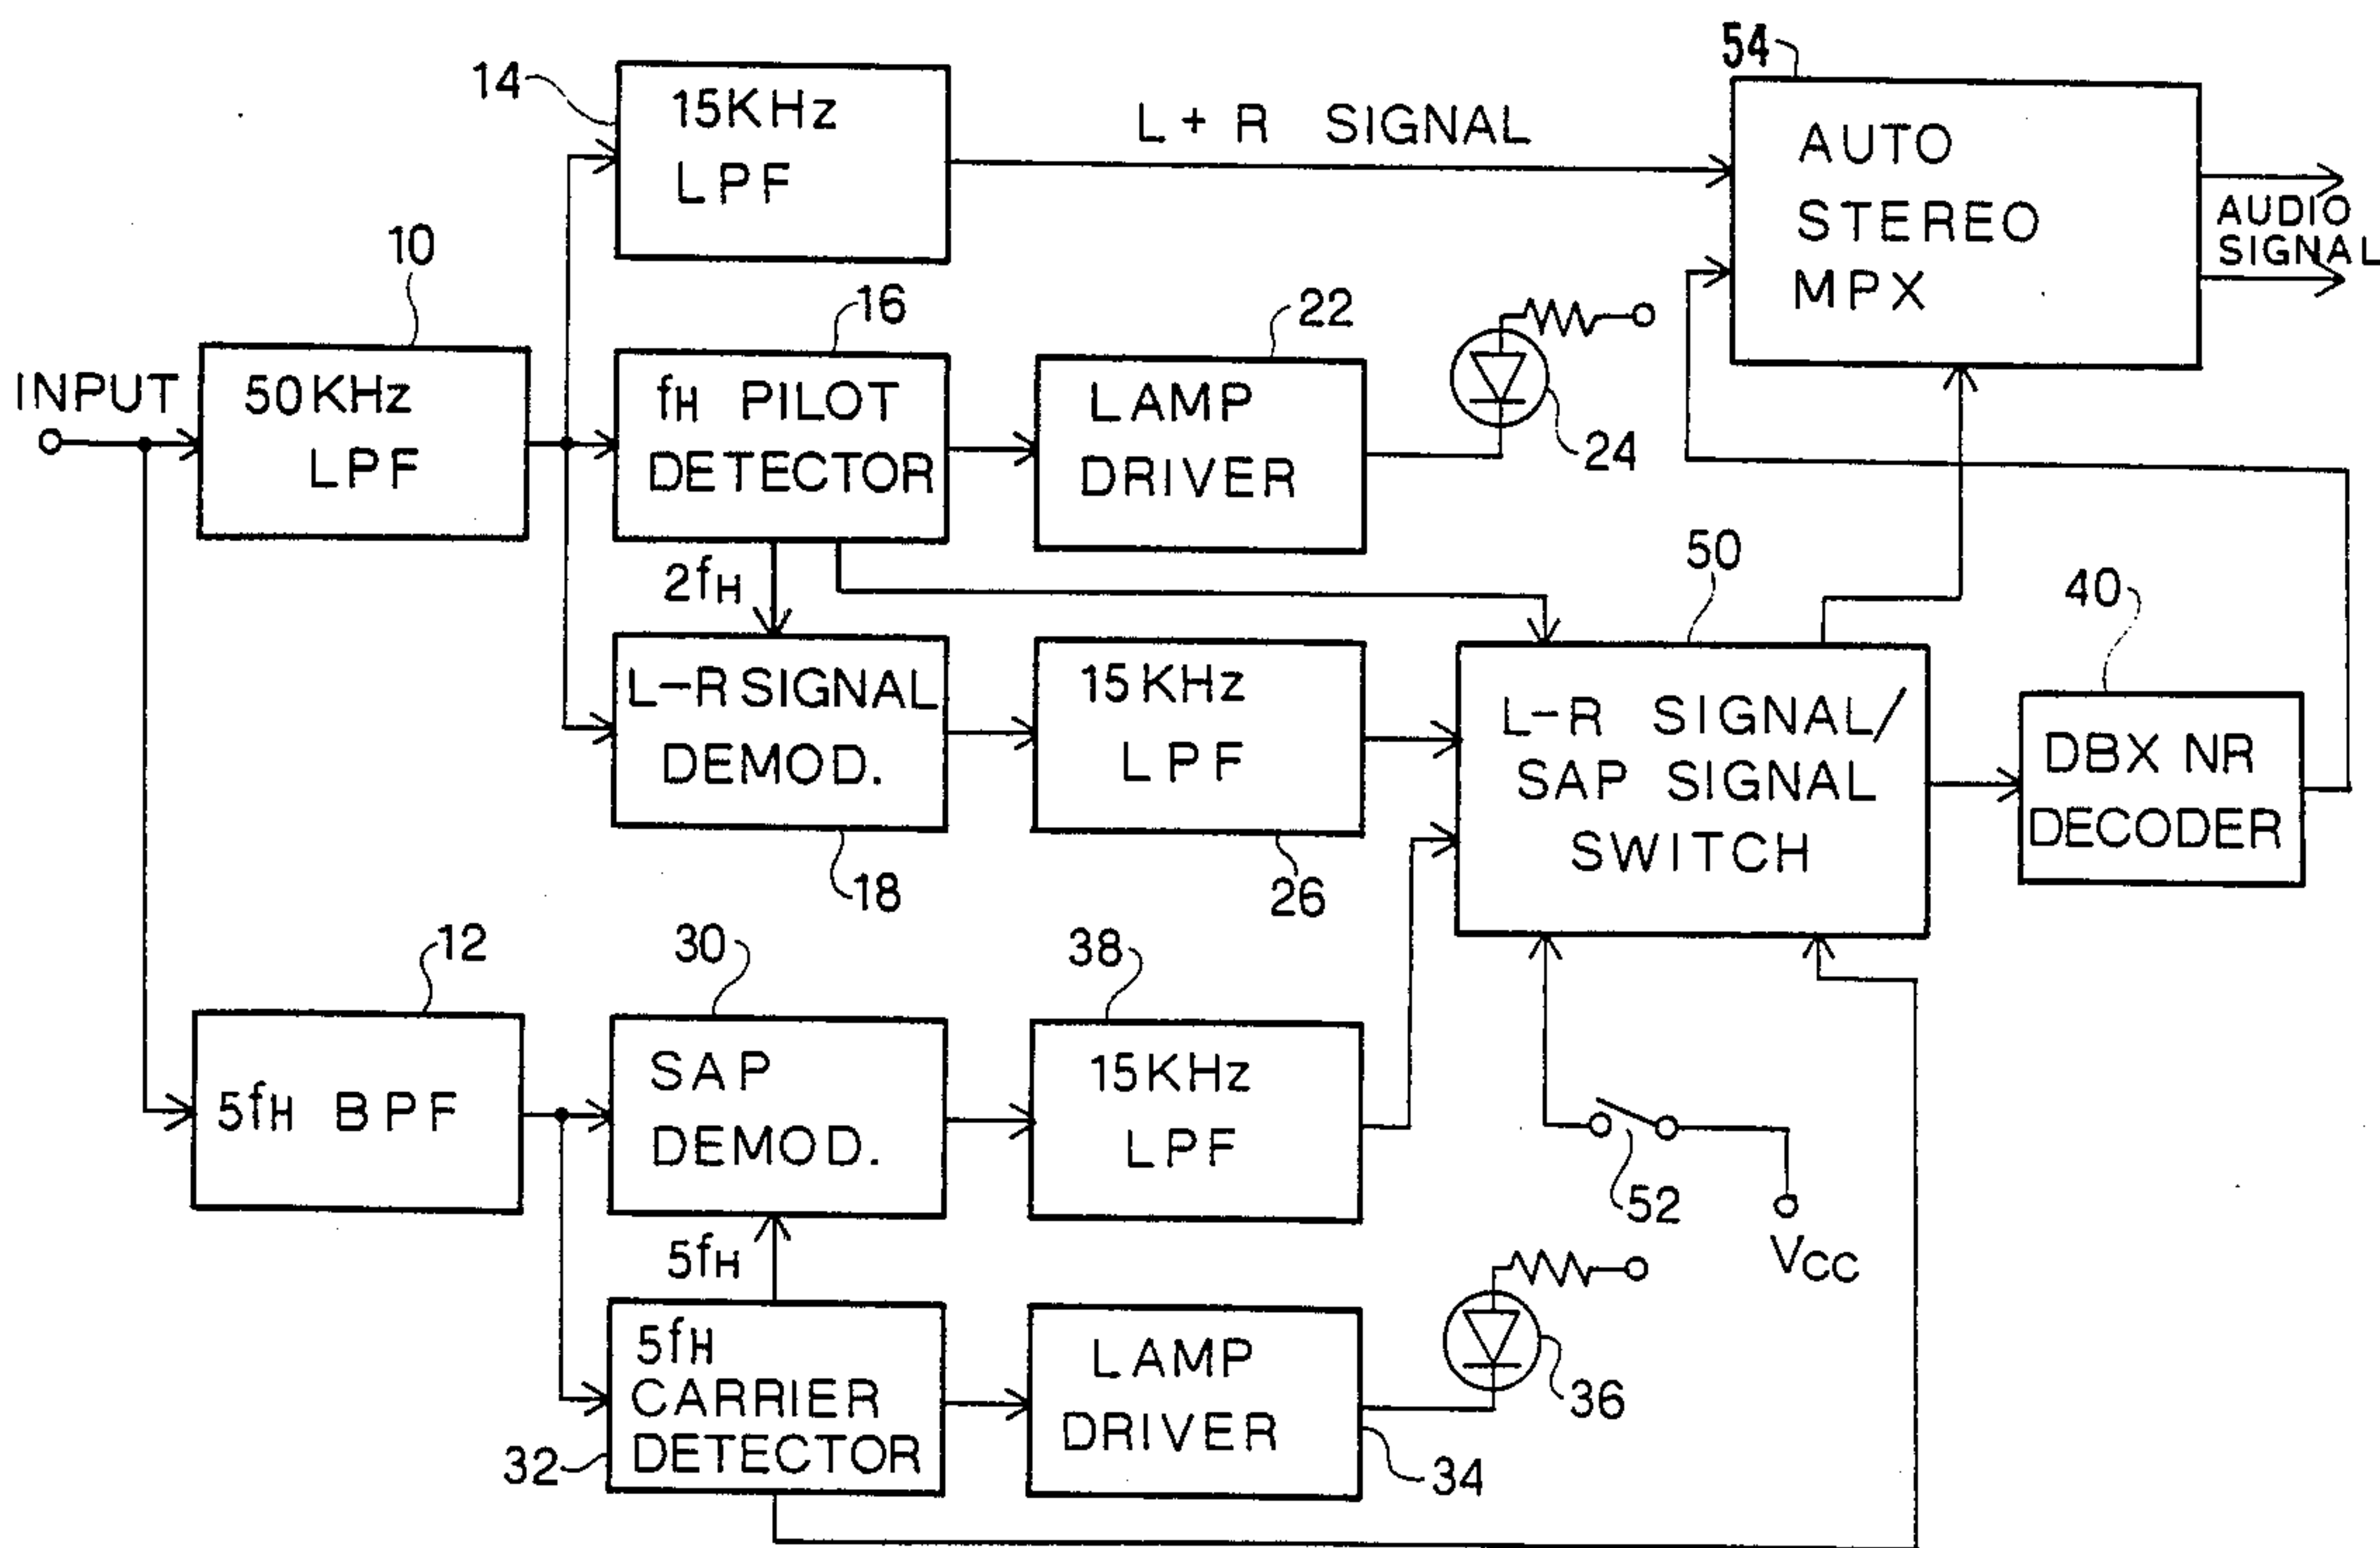 54
14
15KHz
LPF
L + R SIGNAL
AUTO
STEREO
MPX
AUDIO
SIGNAL
10
16
22
24
INPUT
50KHz
LPF
fH PILOT
DETECTOR
LAMP
DRIVER
2fH
50
40
L-R SIGNAL
DEMOD.
15KHz
LPF
L-R SIGNAL/
SAP SIGNAL
SWITCH
DBX NR
DECODER
18
26
12
30
38
5fH BPF
SAP
DEMOD.
15KHz
LPF
52
VCC
5fH
5fH
CARRIER
DETECTOR
LAMP
DRIVER
36
32
34